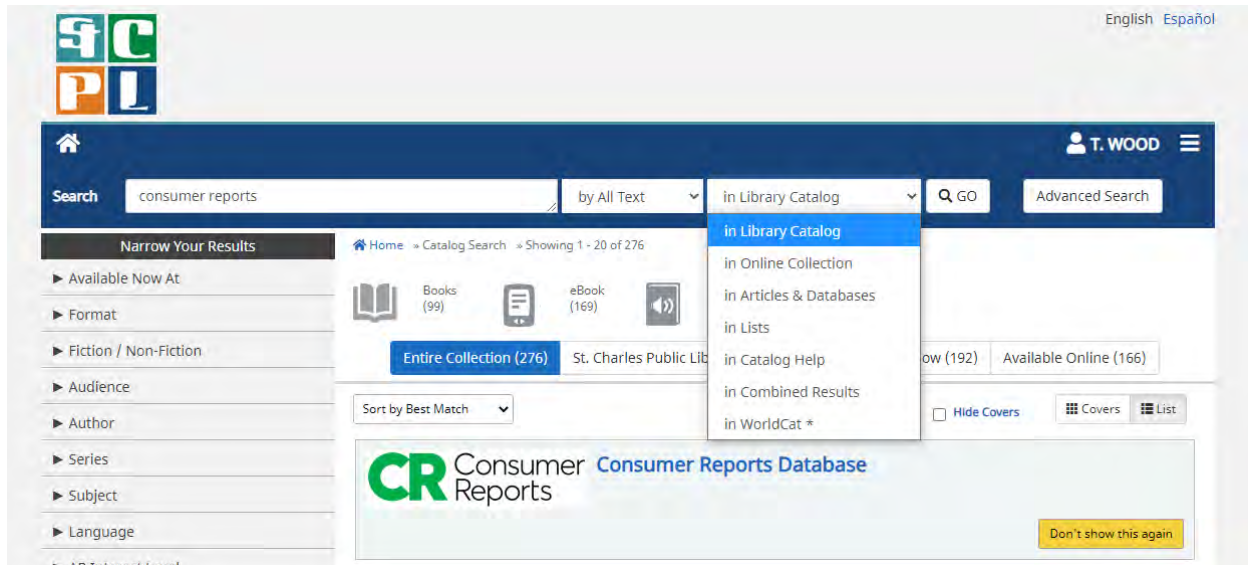 English Español
SC
PL
T. WOOD
Search consumer reports by All Text in Library Catalog GO Advanced Search
in Library Catalog
in Online Collection
in Articles & Databases
in Lists
in Catalog Help
in Combined Results
in WorldCat *
Narrow Your Results
► Available Now At
► Format
► Fiction / Non-Fiction
► Audience
► Author
► Series
► Subject
► Language
Home » Catalog Search » Showing 1 - 20 of 276
Books
(99)
eBook
(169)
Entire Collection (276) St. Charles Public (192) Available Online (166)
Sort by Best Match Hide Covers Covers List
CR Consumer
Reports
Consumer Reports Database
Don't show this again